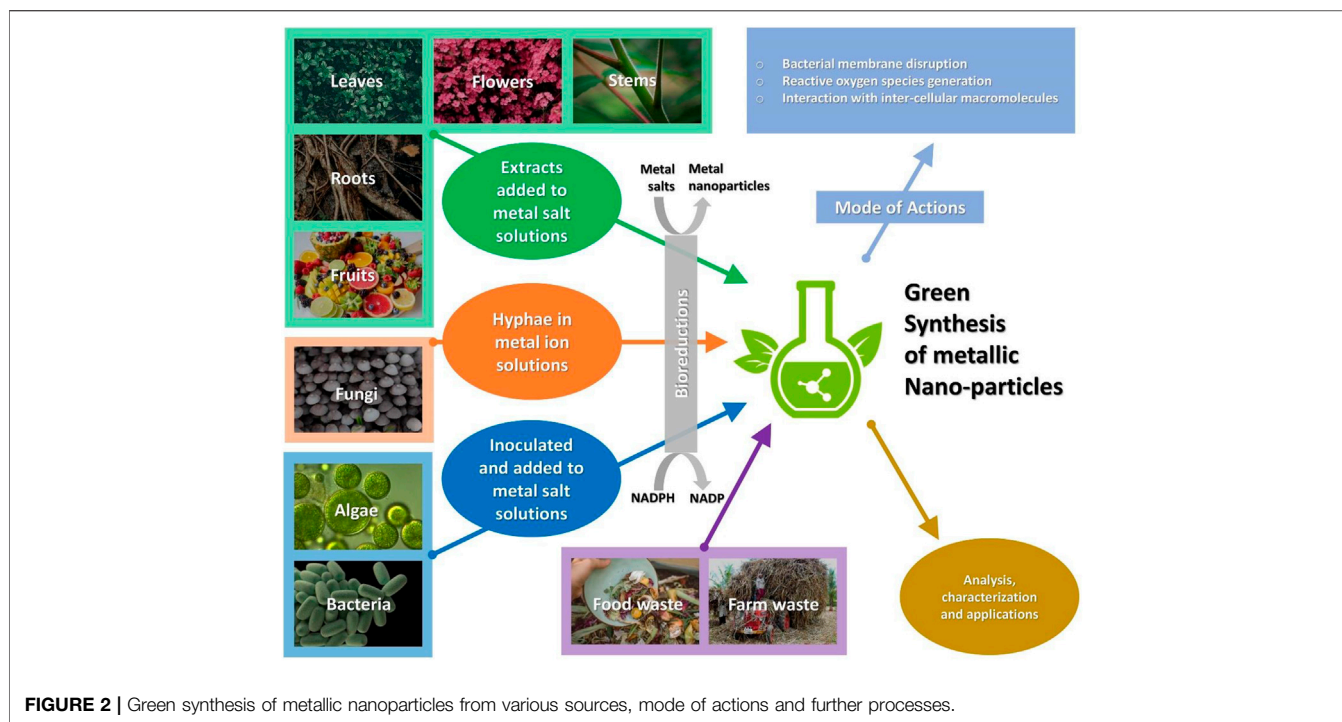 Leaves
Flowers
Stems
Roots
Fruits
Fungi
Algae
Bacteria
Extracts
added to
metal salt
solutions
Hyphae in
metal ion
solutions
Inoculated
and added to
metal salt
solutions
Metal
salts
Metal
nanoparticles
Bioreductions
NADPH
NADP
Food waste
Farm waste
○ Bacterial membrane disruption
○ Reactive oxygen species generation
○ Interaction with inter-cellular macromolecules
Mode of Actions
Green
Synthesis
of metallic
Nano-particles
Analysis,
characterization
and applications
FIGURE 2 | Green synthesis of metallic nanoparticles from various sources, mode of actions and further processes.